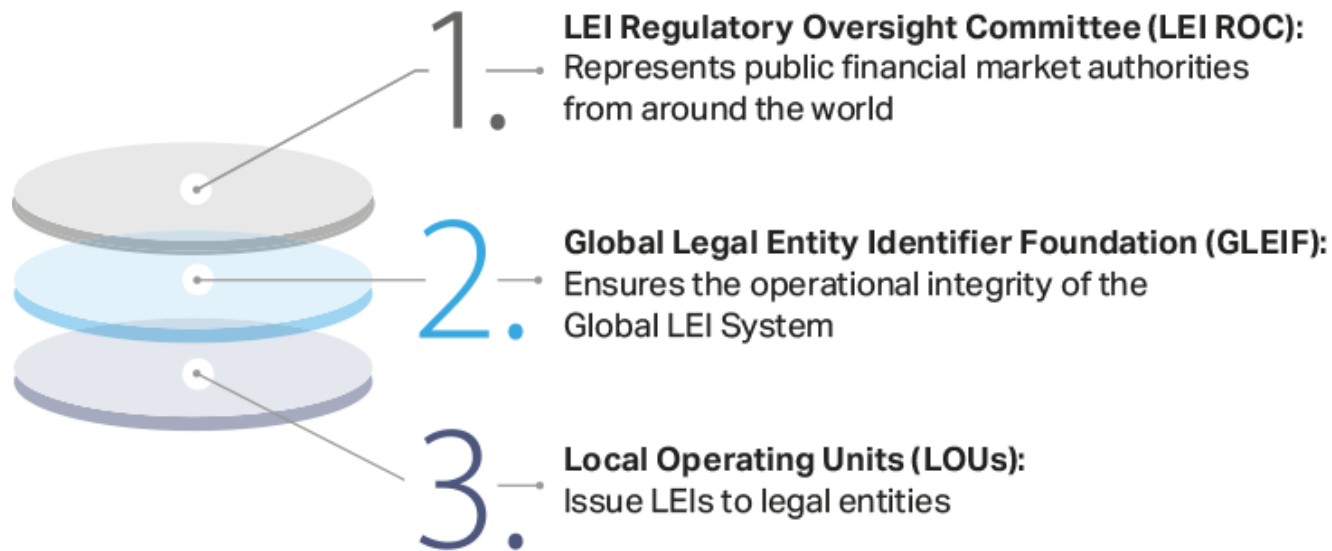 1.
LEI Regulatory Oversight Committee (LEI ROC):
Represents public financial market authorities
from around the world
2.
Global Legal Entity Identifier Foundation (GLEIF):
Ensures the operational integrity of the
Global LEI System
3.
Local Operating Units (LOUs):
Issue LEIs to legal entities